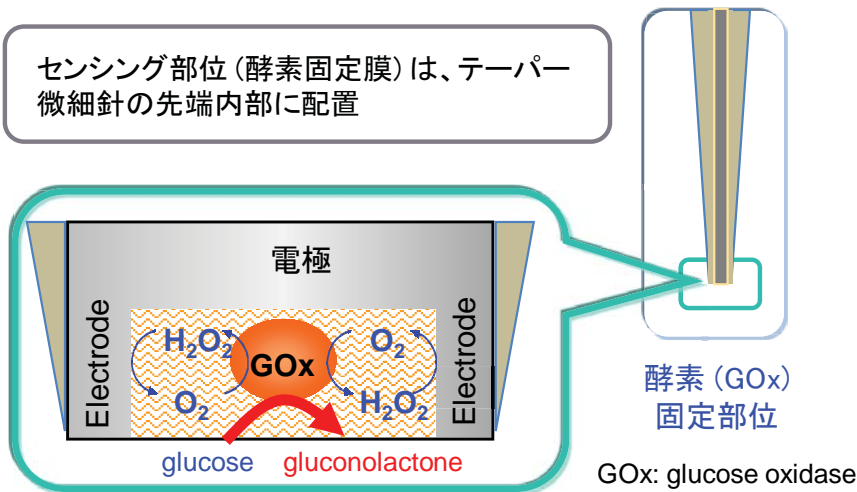 センシング部位(酵素固定膜)は、テーパー
微細針の先端内部に配置
電極
Electrode
H₂O₂
O₂
GOx
O₂
H₂O₂
Electrode
glucose gluconolactone
酵素(GOx)
固定部位
GOx: glucose oxidase